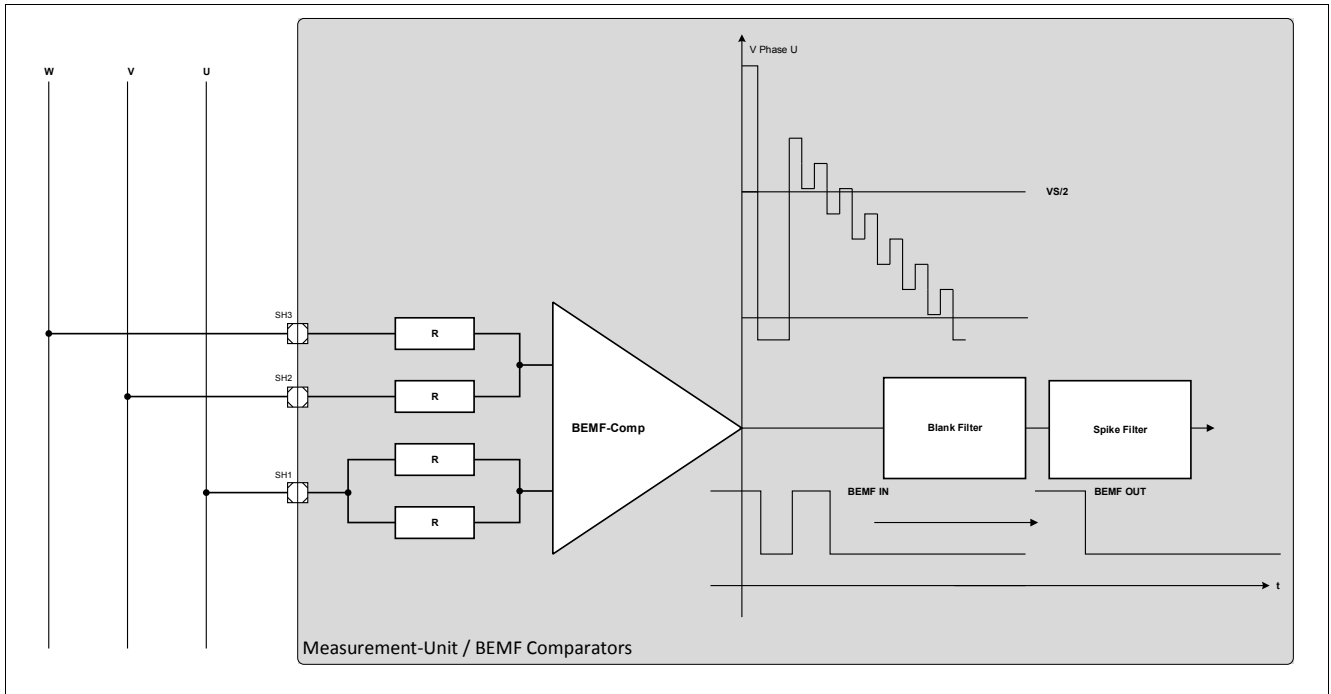 V Phase U
W
V
U
VS/2
SH3
R
SH2
R
BEMF-Comp
Blank Filter
Spike Filter
SH1
R
R
BEMF IN
BEMF OUT
t
Measurement-Unit / BEMF Comparators